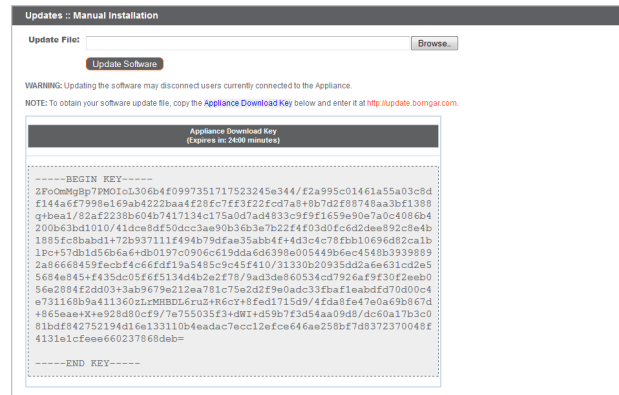 Updates :: Manual Installation
Update File:
Browse..
Update Software
WARNING: Updating the software may disconned users currently connected to the Appliance.
NOTE: To obtain your software update file, copy the Appliance Download Key below and enter it at http://update.bomgar.com.
Appliance Download Key
(Expires in: 24:00 minutes)
-----BEGIN KEY-----
ZFoOmMgBp7PMOIoL306b4f0997351717523245e344/f2a995c01461a55a03c8d
f144a6f7998e169ab4222baa4f28fc7ff3f22fcd7a8+8b7d2f88748aa3bf1388
q+bea1/82af2238b604b7417134c175a0d7ad4833c9f9f1659e90e7a0c4086b4
200b63bd1010/41dce8df50dcc3ae90b36b3e7b22f4f03d0fc6d2dee892c8e4b
1885fc8babd1+72b937111f494b79dfae35abb4f+4d3c4c78fbb10696d82ca1b
lPc+57db1d56b6a6+db0197c0906c619dda6d6398e005449b6ec4548b3939889
2a86668459fecbf4c66fdf19a5485c9c45f410/31330b20935dd2a6e631cd2e5
5684e845+f435dc05f6f5134d4b2e2f78/9ad3de860534cd7926af9f30f2eeb0
56e2884f2dd03+3ab9679e212ea781c75e2d2f9e0adc33fbaf1eabdfd70d00c4
e731168b9a411360zLrMHBDL6ruZ+R6cY+8fed1715d9/4fda8fe47e0a69b867d
+865eae+X+e928d80cf9/7e755035f3+dWI+d59b7f3d54aa09d8/dc60a17b3c0
81bdf842752194d16e133110b4eadac7ecc12efce646ae258bf7d8372370048f
4131e1cfeee660237868deb=
-----END KEY-----